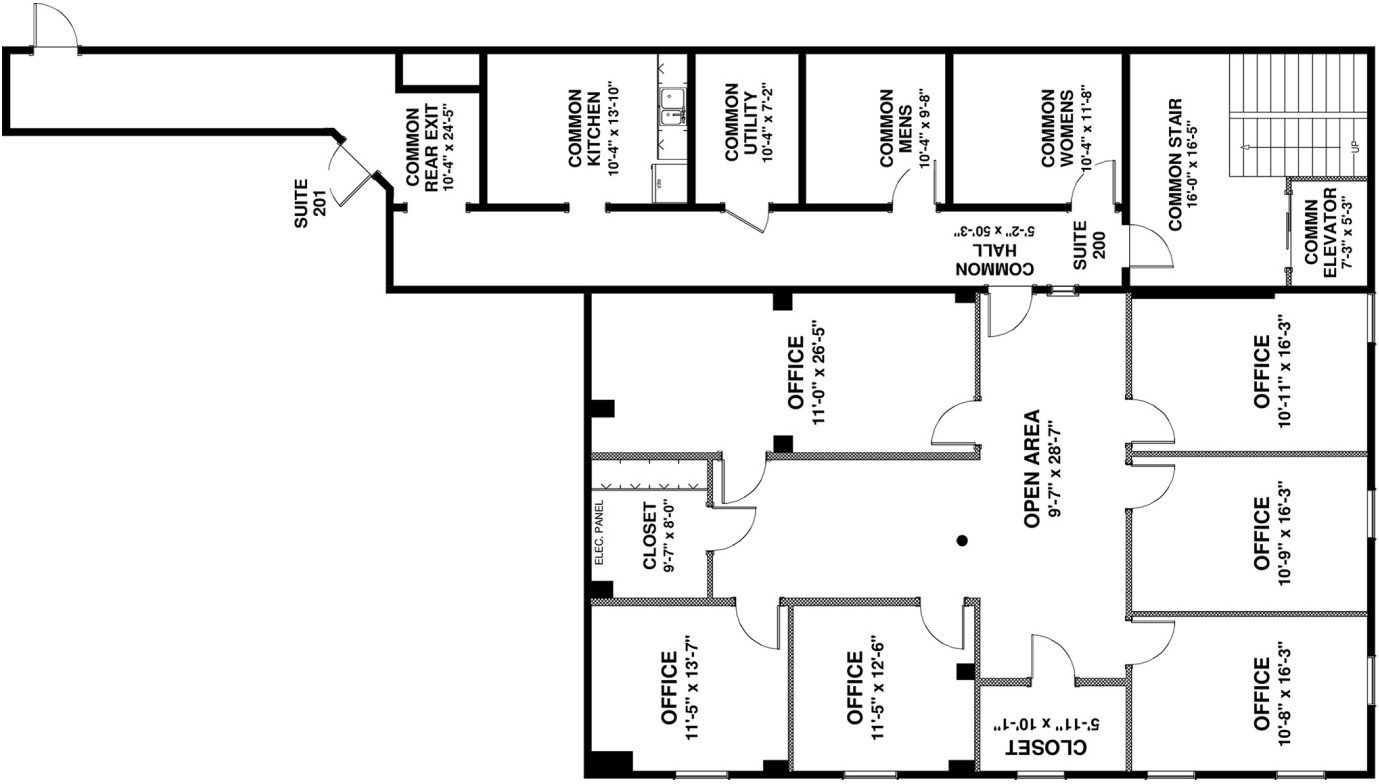 SUITE
201
COMMON
REAR EXIT
10'-4" x 24'-5"
COMMON
KITCHEN
10'-4" x 13'-10"
REF.
COMMON
UTILITY
10'-4" x 7'-2"
COMMON
MENS
10'-4" x 9'-8"
COMMON
WOMENS
10'-4" x 11'-8"
COMMON STAIR
16'-0" x 16'-5"
UP
COMMN
ELEVATOR
7'-3" x 5'-3"
COMMON
HALL
5'-2" x 50'-3"
SUITE
200
OFFICE
11'-0" x 26'-5"
OPEN AREA
9'-7" x 28'-7"
OFFICE
10'-11" x 16'-3"
ELEC. PANEL
CLOSET
9'-7" x 8'-0"
OFFICE
10'-9" x 16'-3"
OFFICE
11'-5" x 13'-7"
OFFICE
11'-5" x 12'-6"
CLOSET
5'-11" x 10'-1"
OFFICE
10'-8" x 16'-3"